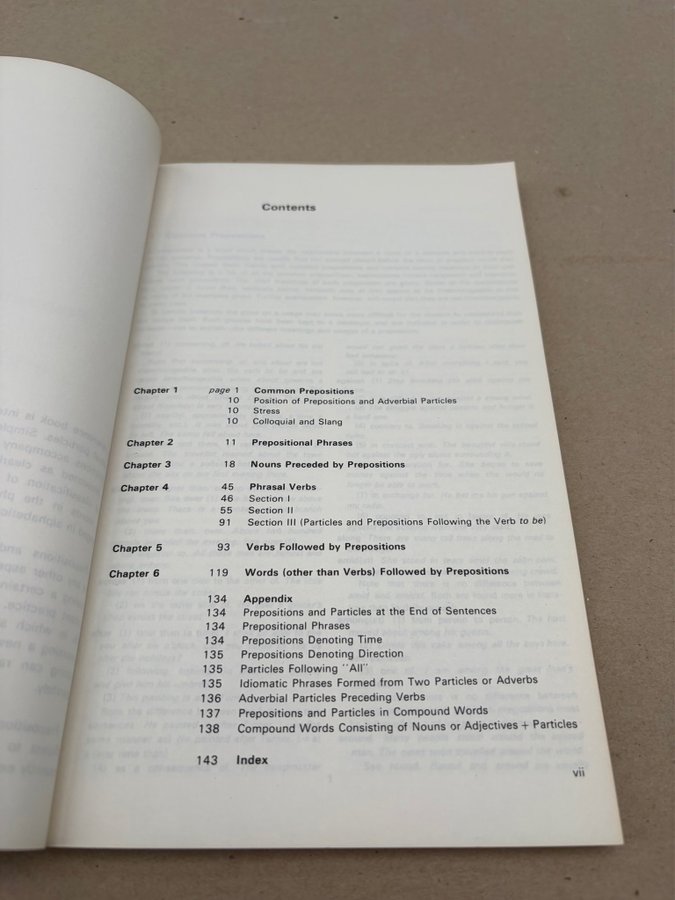 Contents
Chapter 1 page 1 Common Prepositions
10 Position of Prepositions and Adverbial Particles
10 Stress
10 Colloquial and Slang
Chapter 2 11 Prepositional Phrases
Chapter 3 18 Nouns Preceded by Prepositions
Chapter 4 45 Phrasal Verbs
46 Section I
55 Section II
91 Section III (Particles and Prepositions Following the Verb to be)
Chapter 5 93 Verbs Followed by Prepositions
Chapter 6 119 Words (other than Verbs) Followed by Prepositions
134 Appendix
134 Prepositions and Particles at the End of Sentences
134 Prepositional Phrases
134 Prepositions Denoting Time
135 Prepositions Denoting Direction
135 Particles Following "All"
135 Idiomatic Phrases Formed from Two Particles or Adverbs
136 Adverbial Particles Preceding Verbs
137 Prepositions and Particles in Compound Words
138 Compound Words Consisting of Nouns or Adjectives + Particles
143 Index
vii